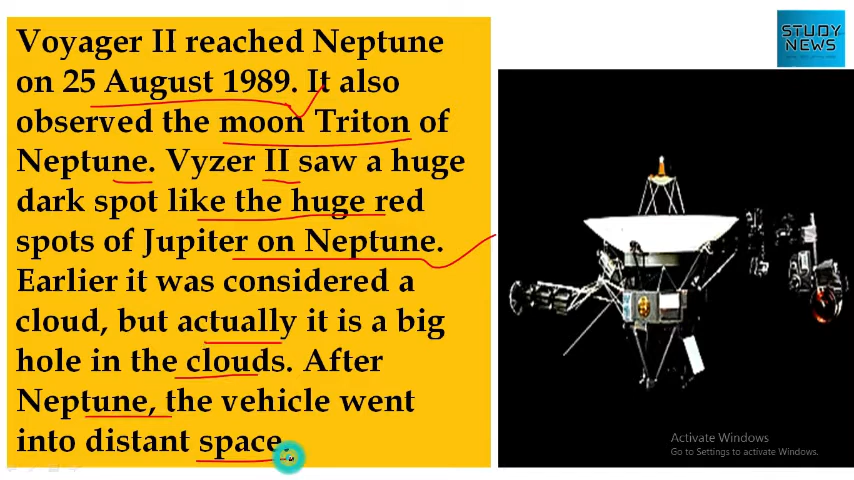 Voyager II reached Neptune
on 25 August 1989. It also
observed the moon Triton of
Neptune. Vyzer II saw a huge
dark spot like the huge red
spots of Jupiter on Neptune.
Earlier it was considered a
cloud, but actually it is a big
hole in the clouds. After
Neptune, the vehicle went
into distant space.
STUDY
NEWS
Activate Windows
Go to Settings to activate Windows.